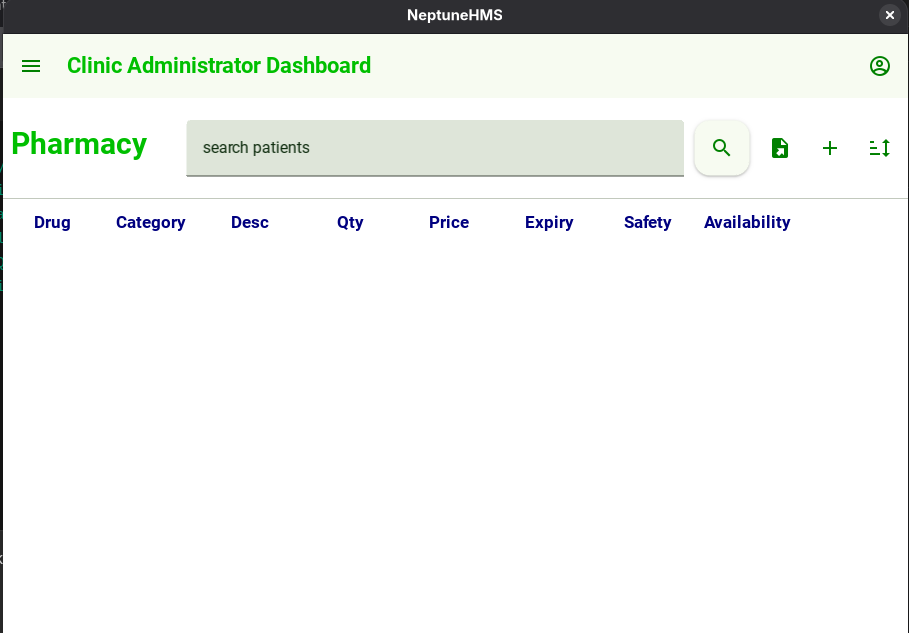 NeptuneHMS
Clinic Administrator Dashboard
Pharmacy
search patients
Drug Category Desc Qty Price Expiry Safety Availability